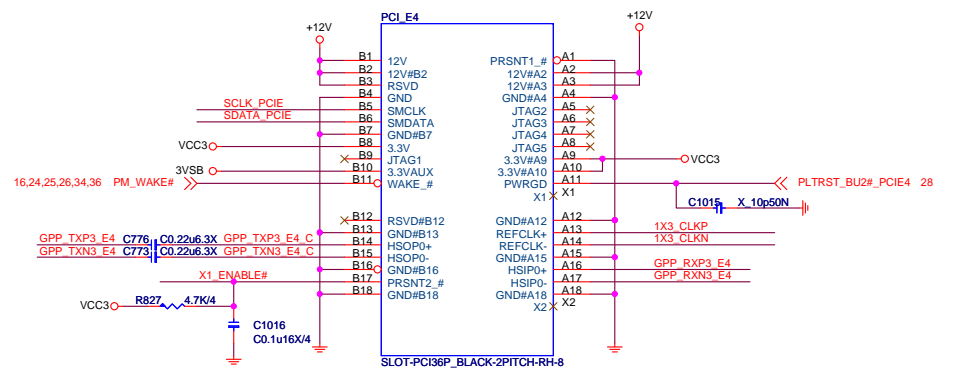 PCI_E4
+12V
+12V
B1 12V PRSNT1_# A1
B2 12V#B2 12V#A2 A2
B3 RSVD 12V#A3 A3
B4 GND GND#A4 A4
SCLK_PCIE B5 SMCLK JTAG2 A5
SDATA_PCIE B6 SMDATA JTAG3 A6
B7 GND#B7 JTAG4 A7
VCC3 B8 3.3V JTAG5 A8
B9 JTAG1 3.3V#A9 A9 VCC3
3VSB B10 3.3VAUX 3.3V#A10 A10
16,24,25,26,34,36 PM_WAKE# B11 WAKE_# PWRGD A11 PLTRST_BU2#_PCIE4 28
X1 X1
C1015 X_10p50N
B12 RSVD#B12 GND#A12 A12
B13 GND#B13 REFCLK+ A13 1X3_CLKP
GPP_TXP3_E4 C776 C0.22u6.3X GPP_TXP3_E4_C B14 HSOP0+ REFCLK- A14 1X3_CLKN
GPP_TXN3_E4 C773 C0.22u6.3X GPP_TXN3_E4_C B15 HSOP0- GND#A15 A15
B16 GND#B16 HSIP0+ A16 GPP_RXP3_E4
X1_ENABLE# B17 PRSNT2_# HSIP0- A17 GPP_RXN3_E4
B18 GND#B18 GND#A18 A18
X2 X2
VCC3 R827 4.7K/4
C1016
C0.1u16X/4
SLOT-PCI36P_BLACK-2PITCH-RH-8